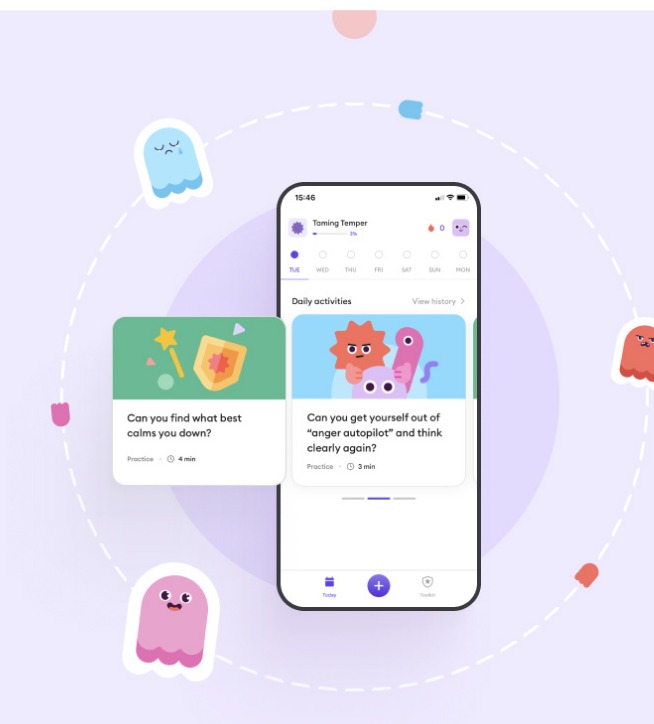 15:46
Taming Temper
3%
0
TUE WED THU FRI SAT SUN MON
Daily activities
View history
Can you find what best
calms you down?
Practice · 4 min
Can you get yourself out of
“anger autopilot” and think
clearly again?
Practice · 3 min
Today
Toolkit